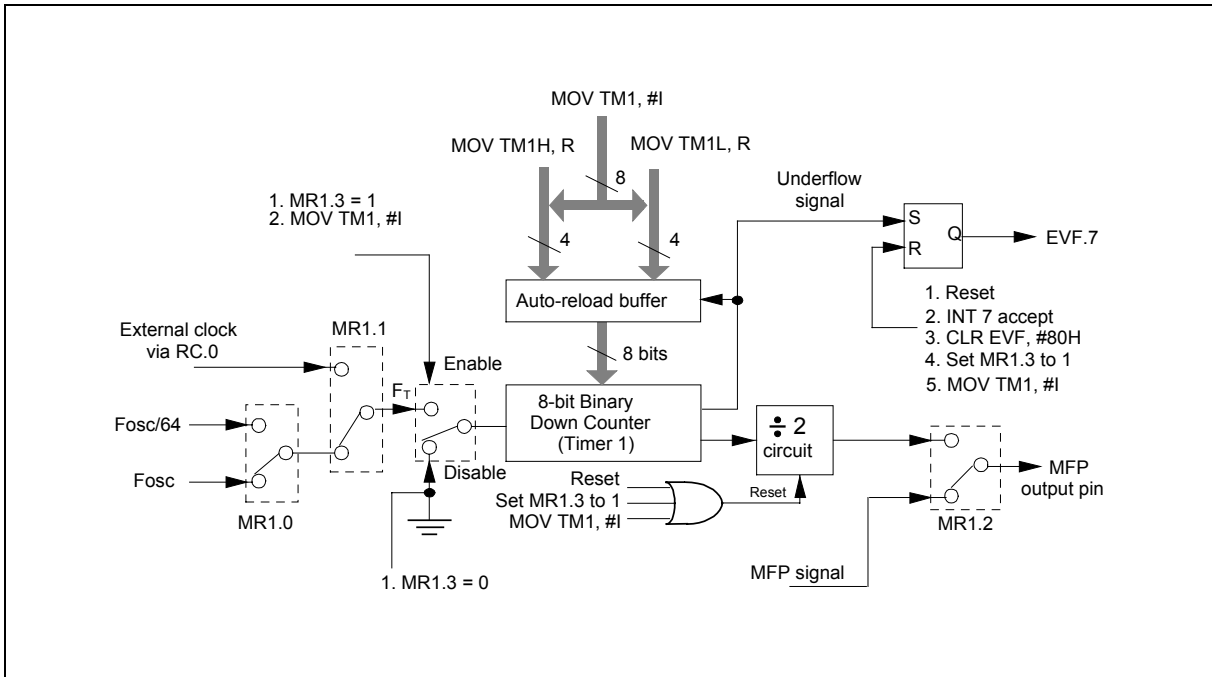 MOV TM1, #I
MOV TM1H, R
MOV TM1L, R
8
4
4
1. MR1.3 = 1
2. MOV TM1, #I
Underflow
signal
S
Q
R
EVF.7
Auto-reload buffer
1. Reset
2. INT 7 accept
3. CLR EVF, #80H
4. Set MR1.3 to 1
5. MOV TM1, #I
External clock
via RC.0
MR1.1
8 bits
Enable
FT
Fosc/64
Fosc
MR1.0
8-bit Binary
Down Counter
(Timer 1)
÷ 2
circuit
Disable
Reset
Set MR1.3 to 1
MOV TM1, #I
Reset
MFP
output pin
MR1.2
MFP signal
1. MR1.3 = 0